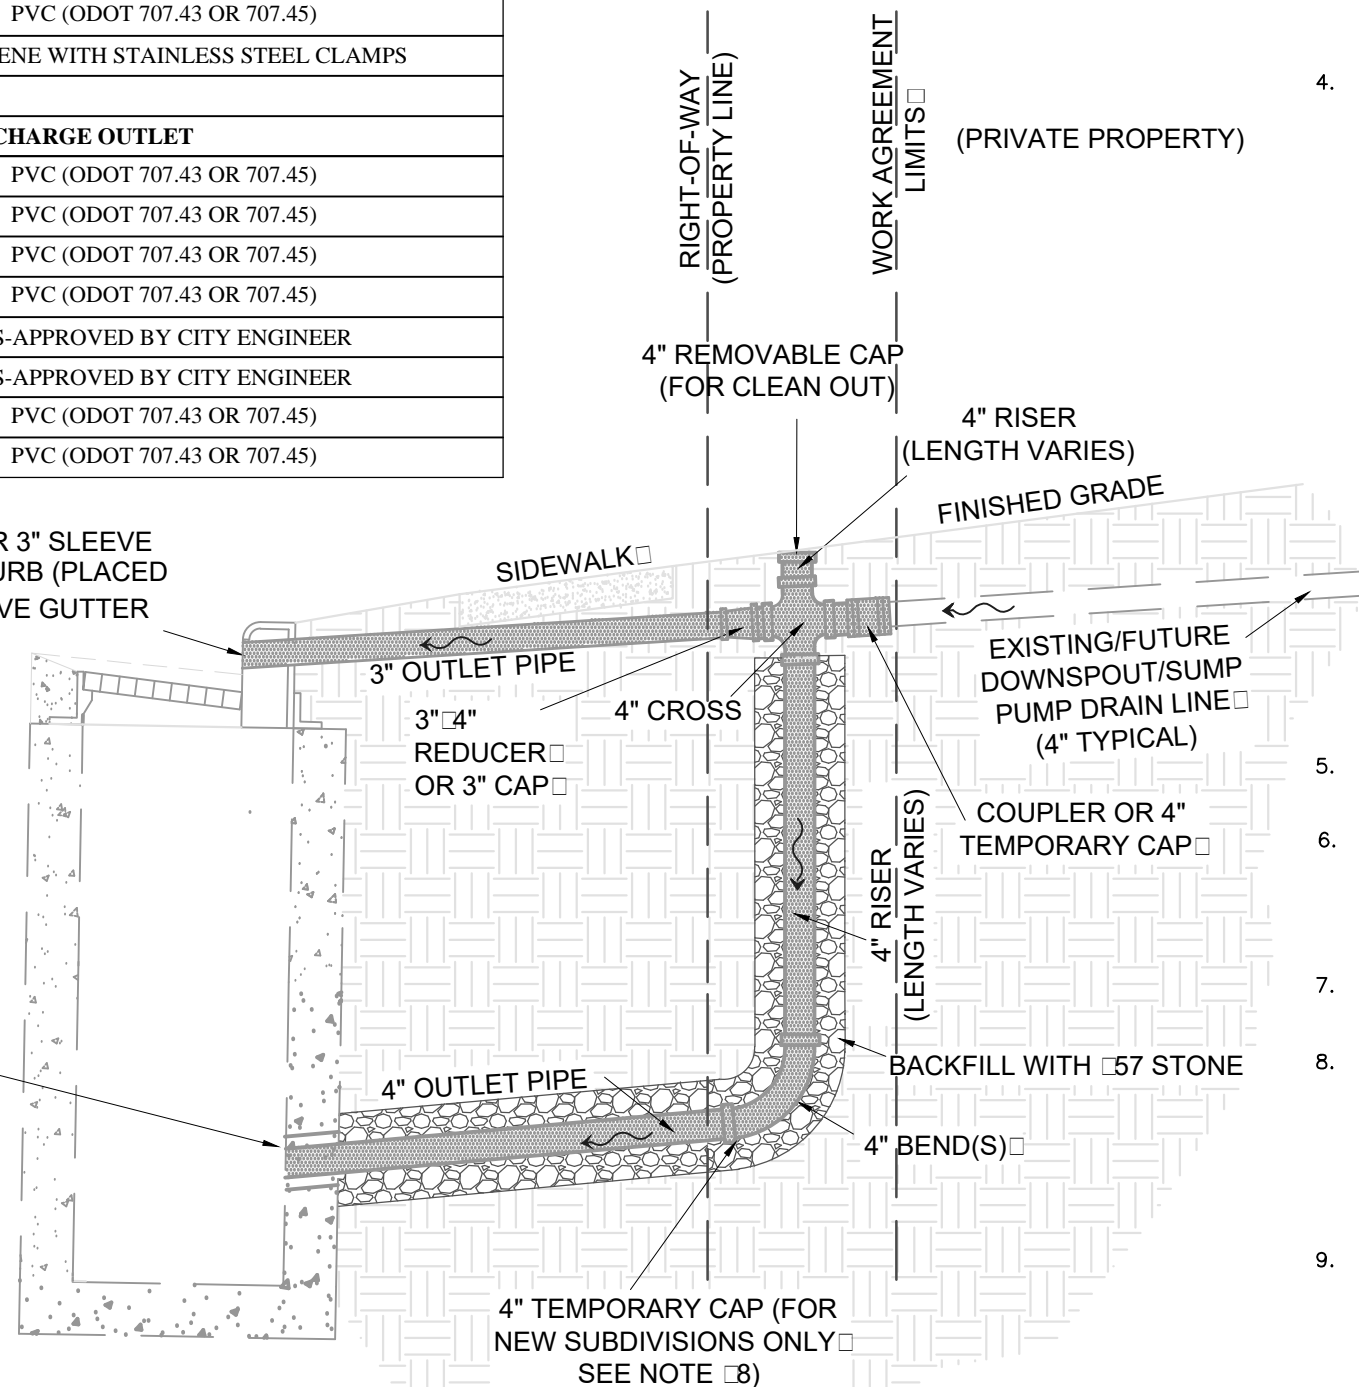 PVC (ODOT 707.43 OR 707.45)
ENE WITH STAINLESS STEEL CLAMPS
CHARGE OUTLET
PVC (ODOT 707.43 OR 707.45)
PVC (ODOT 707.43 OR 707.45)
PVC (ODOT 707.43 OR 707.45)
PVC (ODOT 707.43 OR 707.45)
S-APPROVED BY CITY ENGINEER
S-APPROVED BY CITY ENGINEER
PVC (ODOT 707.43 OR 707.45)
PVC (ODOT 707.43 OR 707.45)
RIGHT-OF-WAY
(PROPERTY LINE)
WORK AGREEMENT
LIMITS□
(PRIVATE PROPERTY)
4.
4" REMOVABLE CAP
(FOR CLEAN OUT)
4" RISER
(LENGTH VARIES)
FINISHED GRADE
R 3" SLEEVE
URB (PLACED
VE GUTTER
SIDEWALK□
3" OUTLET PIPE
3"□4"
REDUCER□
OR 3" CAP□
4" CROSS
EXISTING/FUTURE
DOWNSPOUT/SUMP
PUMP DRAIN LINE□
(4" TYPICAL)
5.
COUPLER OR 4"
TEMPORARY CAP□
6.
4" RISER
(LENGTH VARIES)
7.
BACKFILL WITH □57 STONE
8.
4" OUTLET PIPE
4" BEND(S)□
9.
4" TEMPORARY CAP (FOR
NEW SUBDIVISIONS ONLY□
SEE NOTE □8)